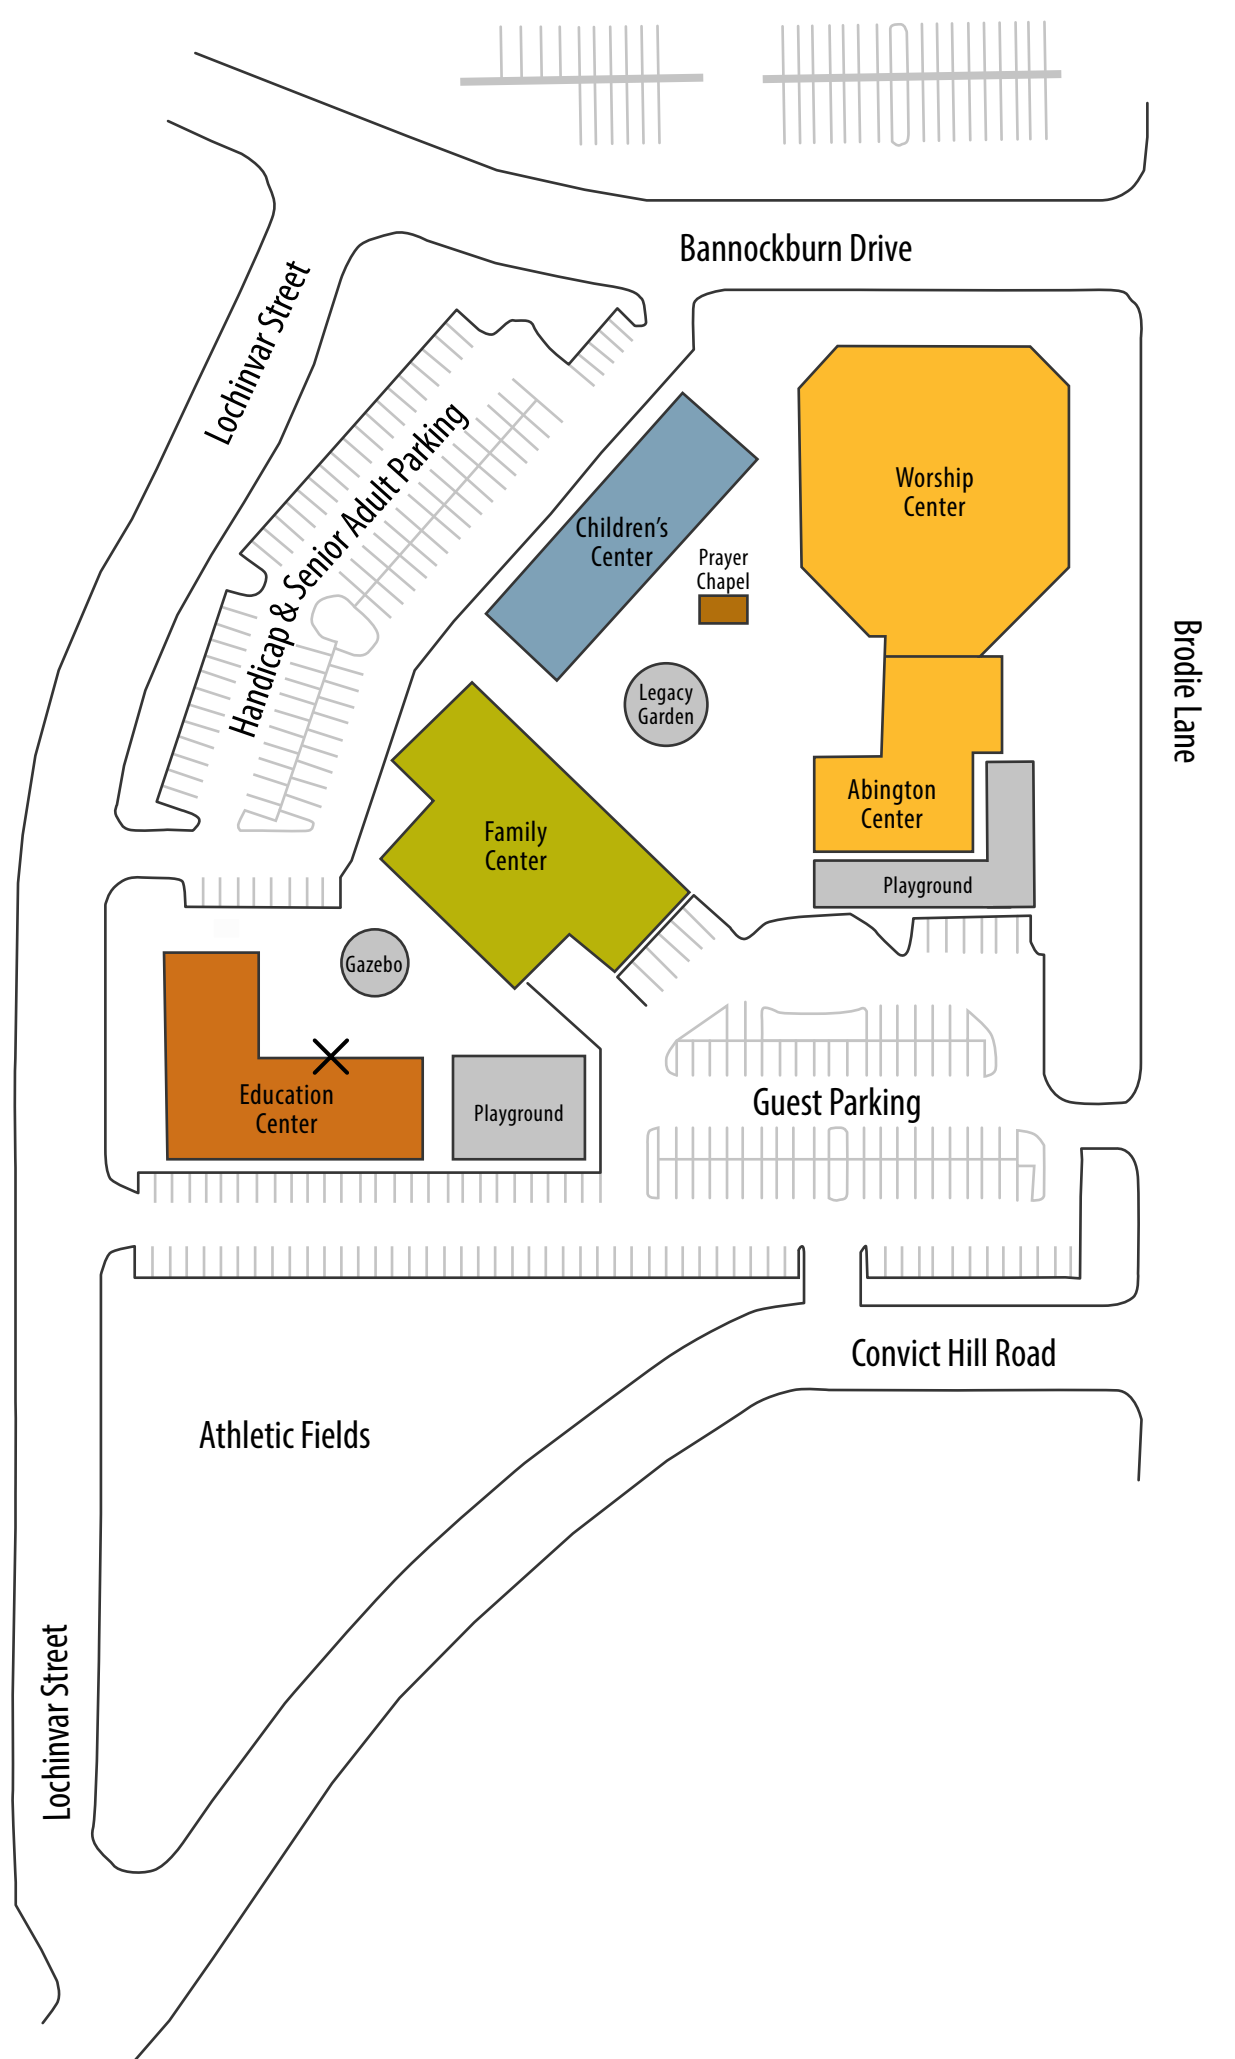 Bannockburn Drive
Lochinvar Street
Handicap & Senior Adult Parking
Worship
Center
Children's
Center
Prayer
Chapel
Legacy
Garden
Brodie Lane
Abington
Center
Family
Center
Playground
Gazebo
Education
Center
Playground
Guest Parking
Convict Hill Road
Athletic Fields
Lochinvar Street